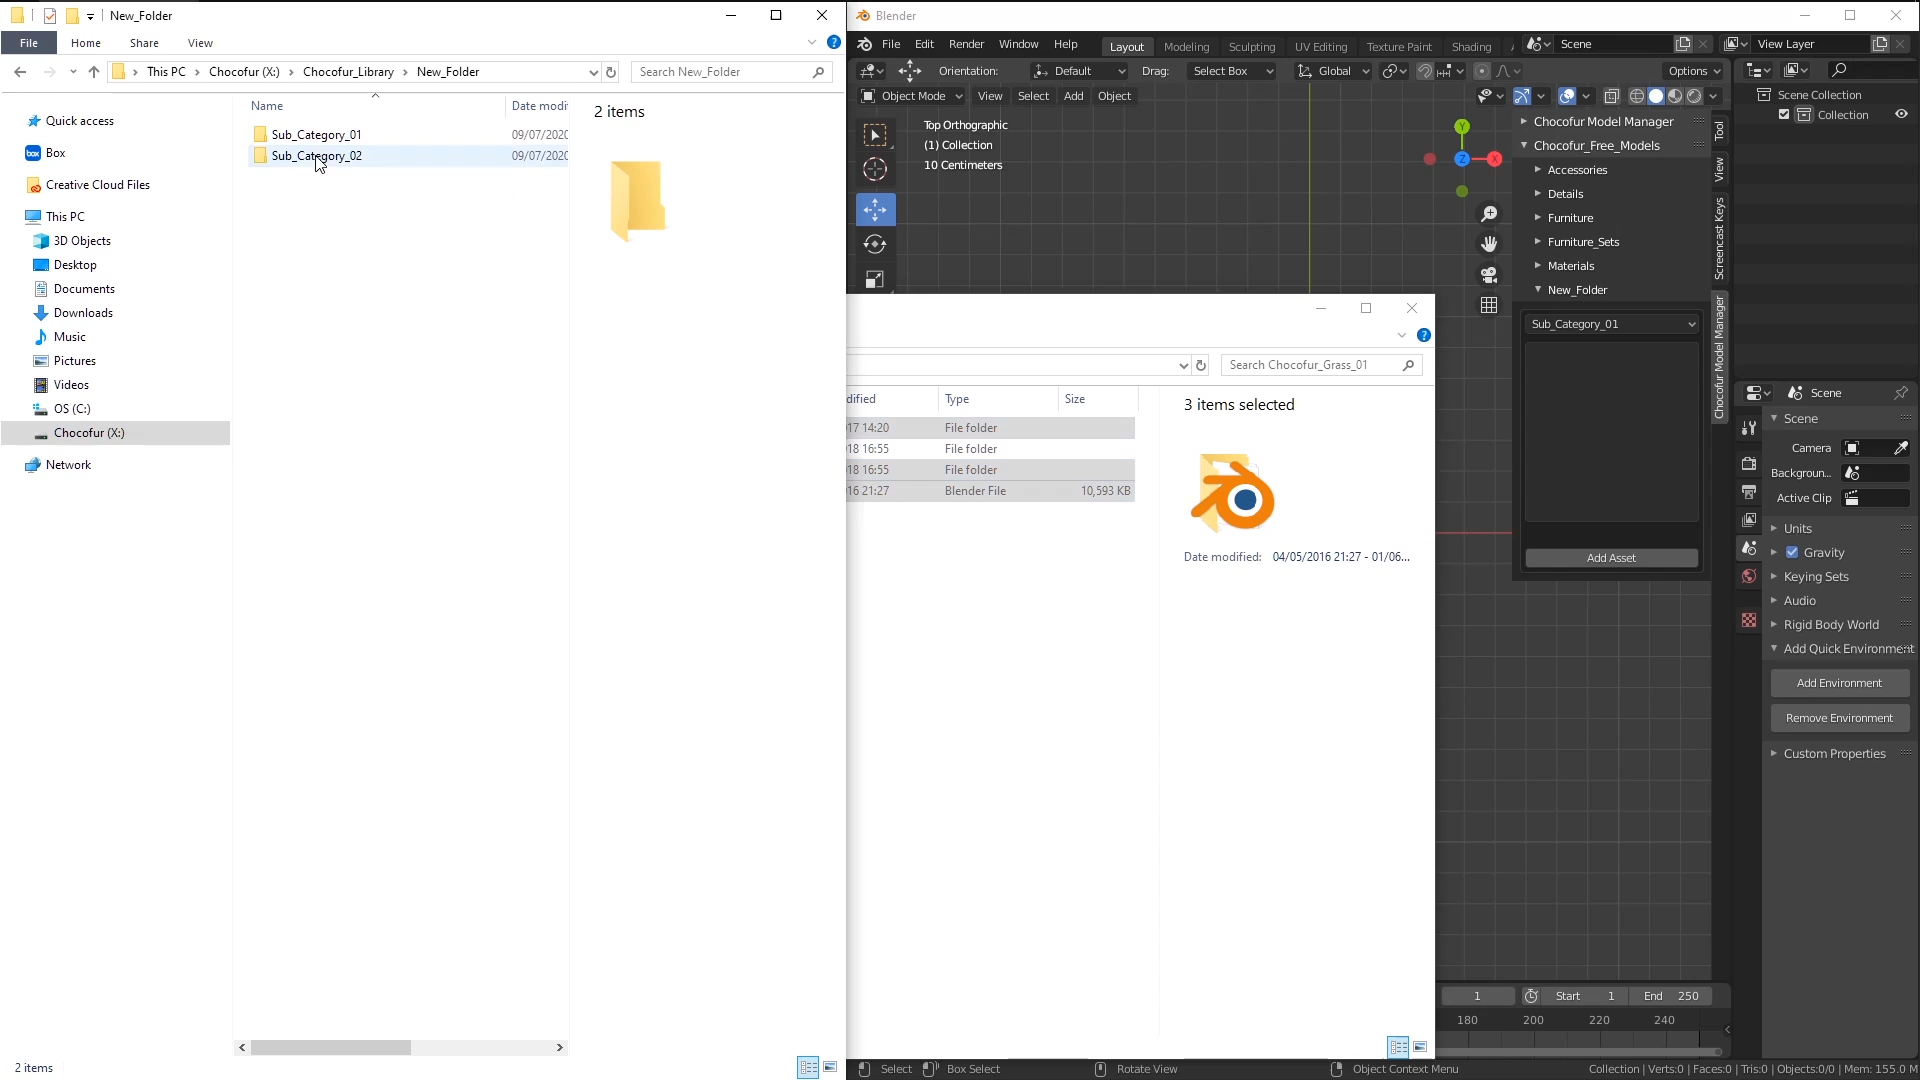 New_Folder
File Home Share View
This PC Chocofur (X:) Chocofur_Library New_Folder
Search New_Folder
Quick access
Box
Creative Cloud Files
This PC
3D Objects
Desktop
Documents
Downloads
Music
Pictures
Videos
OS (C:)
Chocofur (X:)
Network
Name Date modif
Sub_Category_01 09/07/2020
Sub_Category_02 09/07/2020
2 items
2 items
Blender
File Edit Render Window Help Layout Modeling Sculpting UV Editing Texture Paint Shading Scene View Layer
Orientation: Default Drag: Select Box Global Options
Object Mode View Select Add Object
Top Orthographic
(1) Collection
10 Centimeters
Y
Z
X
Chocofur Model Manager
Chocofur_Free_Models
Accessories
Details
Furniture
Furniture_Sets
Materials
New_Folder
Sub_Category_01
Add Asset
Tool
View
Screencast Keys
Chocofur Model Manager
Search Chocofur_Grass_01
dified Type Size
17 14:20 File folder
18 16:55 File folder
18 16:55 File folder
16 21:27 Blender File 10,593 KB
3 items selected
Date modified: 04/05/2016 21:27 - 01/06...
Scene Collection
Collection
Scene
Scene
Camera
Backgroun...
Active Clip
Units
Gravity
Keying Sets
Audio
Rigid Body World
Add Quick Environment
Add Environment
Remove Environment
Custom Properties
1 Start 1 End 250
180 200 220 240
Select Box Select Rotate View Object Context Menu Collection | Verts:0 | Faces:0 | Tris:0 | Objects:0/0 | Mem: 155.0 M